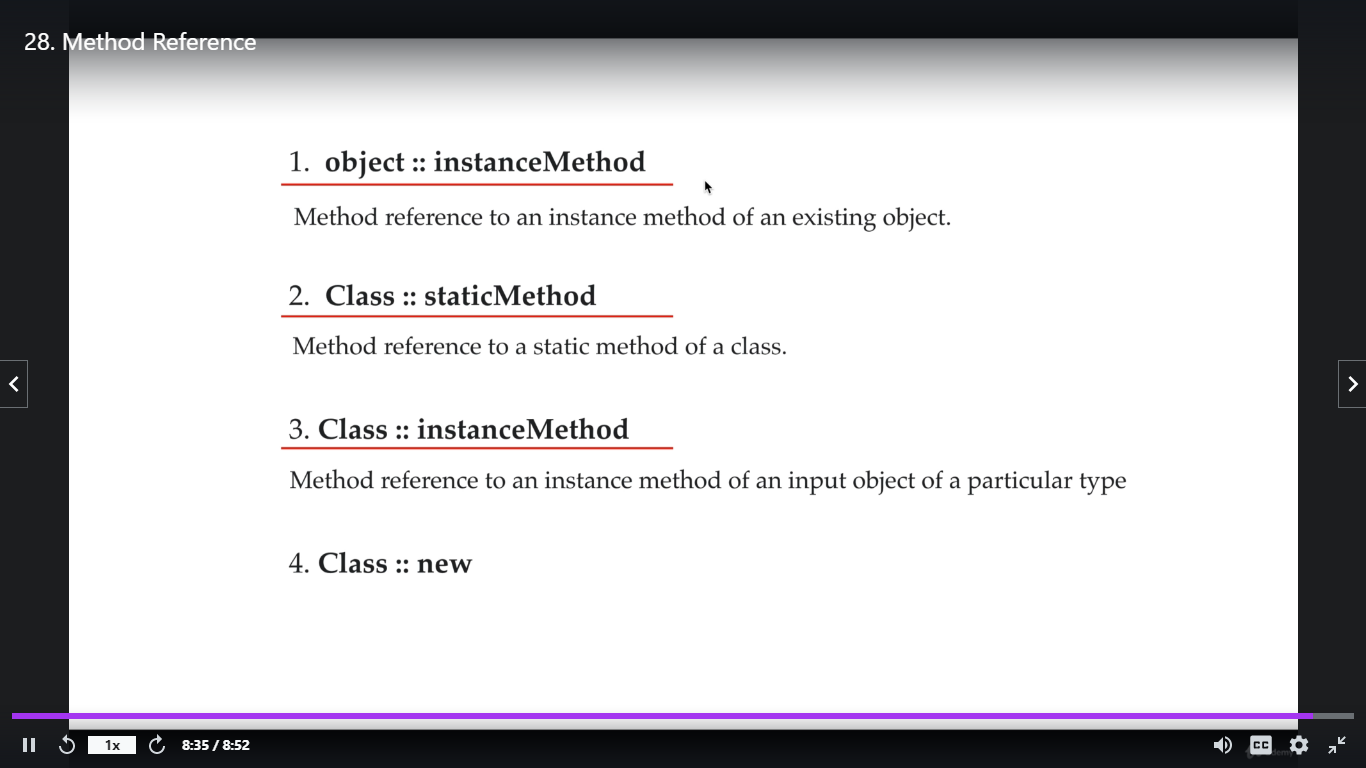 28. Method Reference
1. object :: instanceMethod
Method reference to an instance method of an existing object.
2. Class :: staticMethod
Method reference to a static method of a class.
3. Class :: instanceMethod
Method reference to an instance method of an input object of a particular type
4. Class :: new
1x 8:35 / 8:52 CC